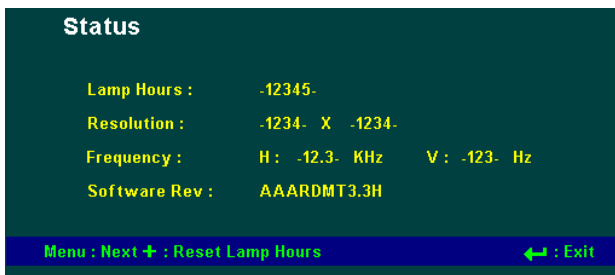 Status
Lamp Hours : -12345-
Resolution : -1234- X -1234-
Frequency : H : -12.3- KHz V : -123- Hz
Software Rev : AAARDMT3.3H
Menu : Next + : Reset Lamp Hours ↵ : Exit